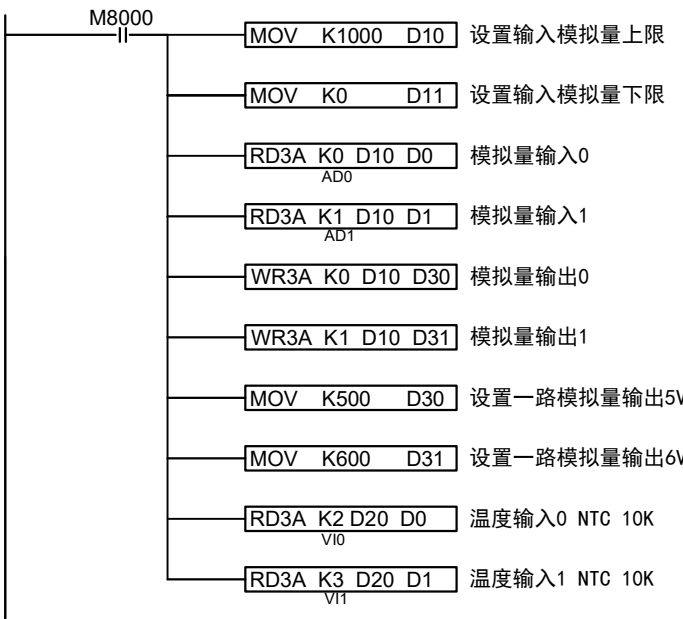 M8000
MOV K1000 D10 设置输入模拟量上限
MOV K0 D11 设置输入模拟量下限
RD3A K0 D10 D0 模拟量输入0
AD0
RD3A K1 D10 D1 模拟量输入1
AD1
WR3A K0 D10 D30 模拟量输出0
WR3A K1 D10 D31 模拟量输出1
MOV K500 D30 设置一路模拟量输出5V
MOV K600 D31 设置一路模拟量输出6V
RD3A K2 D20 D0 温度输入0 NTC 10K
VI0
RD3A K3 D20 D1 温度输入1 NTC 10K
VI1